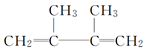 CH₃ CH₃
CH₂ CH₂